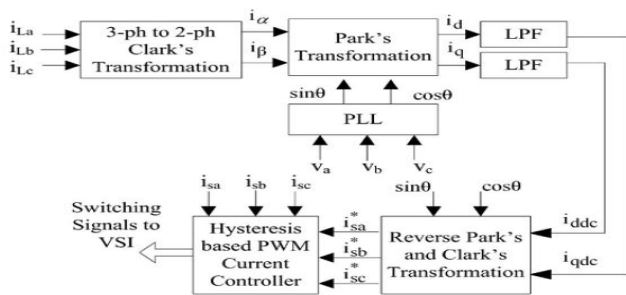 3-ph to 2-ph
Clark's
Transformation
i_La
i_Lb
i_Lc
i_α
i_β
Park's
Transformation
i_d
i_q
LPF
LPF
sinθ
cosθ
PLL
v_a
v_b
v_c
i_sa
i_sb
i_sc
sinθ
cosθ
i_ddc
i_qdc
Switching
Signals to
VSI
Hysteresis
based PWM
Current
Controller
i*_sa
i*_sb
i*_sc
Reverse Park's
and Clark's
Transformation